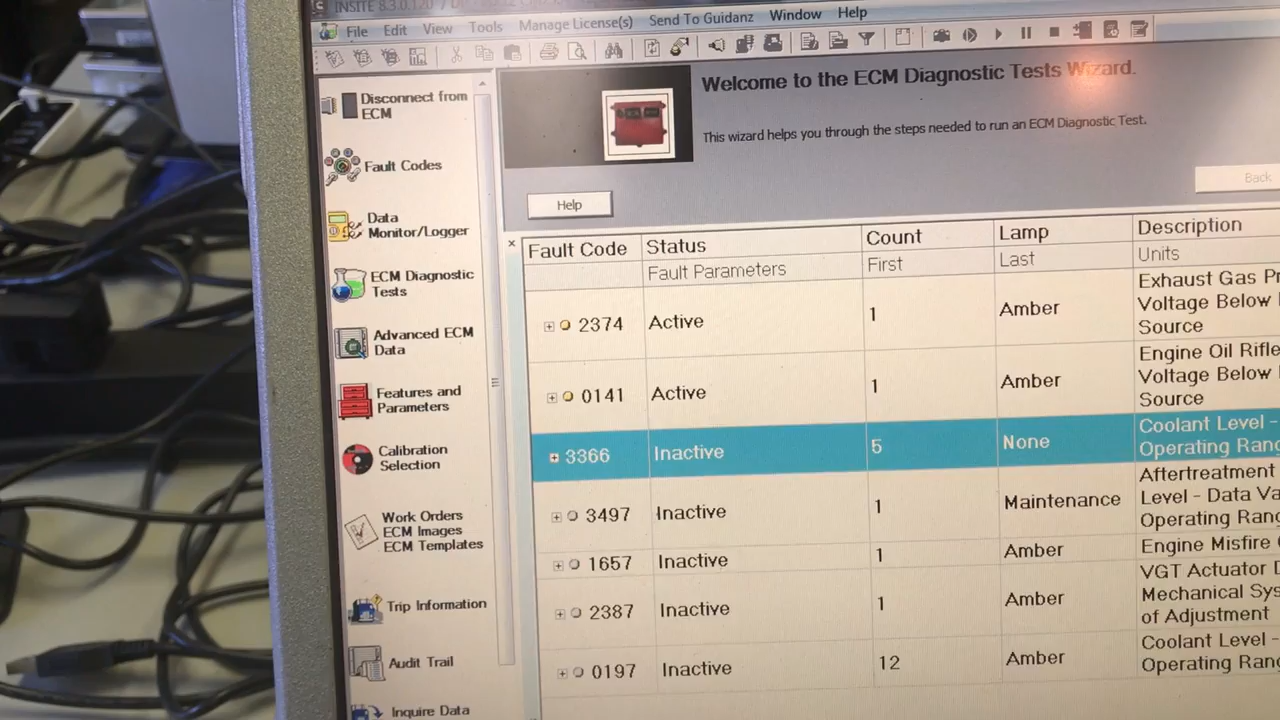 INSITE 8.3.0.120
File Edit View Tools Manage License(s) Send To Guidanz Window Help
Disconnect from
ECM
Fault Codes
Data
Monitor/Logger
ECM Diagnostic
Tests
Advanced ECM
Data
Features and
Parameters
Calibration
Selection
Work Orders
ECM Images
ECM Templates
Trip Information
Audit Trail
Inquire Data
Welcome to the ECM Diagnostic Tests Wizard.
This wizard helps you through the steps needed to run an ECM Diagnostic Test.
Back
Help
Fault Code Status Count Lamp Description
Fault Parameters First Last Units
2374 Active 1 Amber Exhaust Gas Pr
Voltage Below
Source
0141 Active 1 Amber Engine Oil Rifle
Voltage Below
Source
3366 Inactive 5 None Coolant Level -
Operating Rang
3497 Inactive 1 Maintenance Aftertreatment
Level - Data Va
Operating Rang
1657 Inactive 1 Amber Engine Misfire
2387 Inactive 1 Amber VGT Actuator D
Mechanical Sys
of Adjustment
0197 Inactive 12 Amber Coolant Level -
Operating Rang